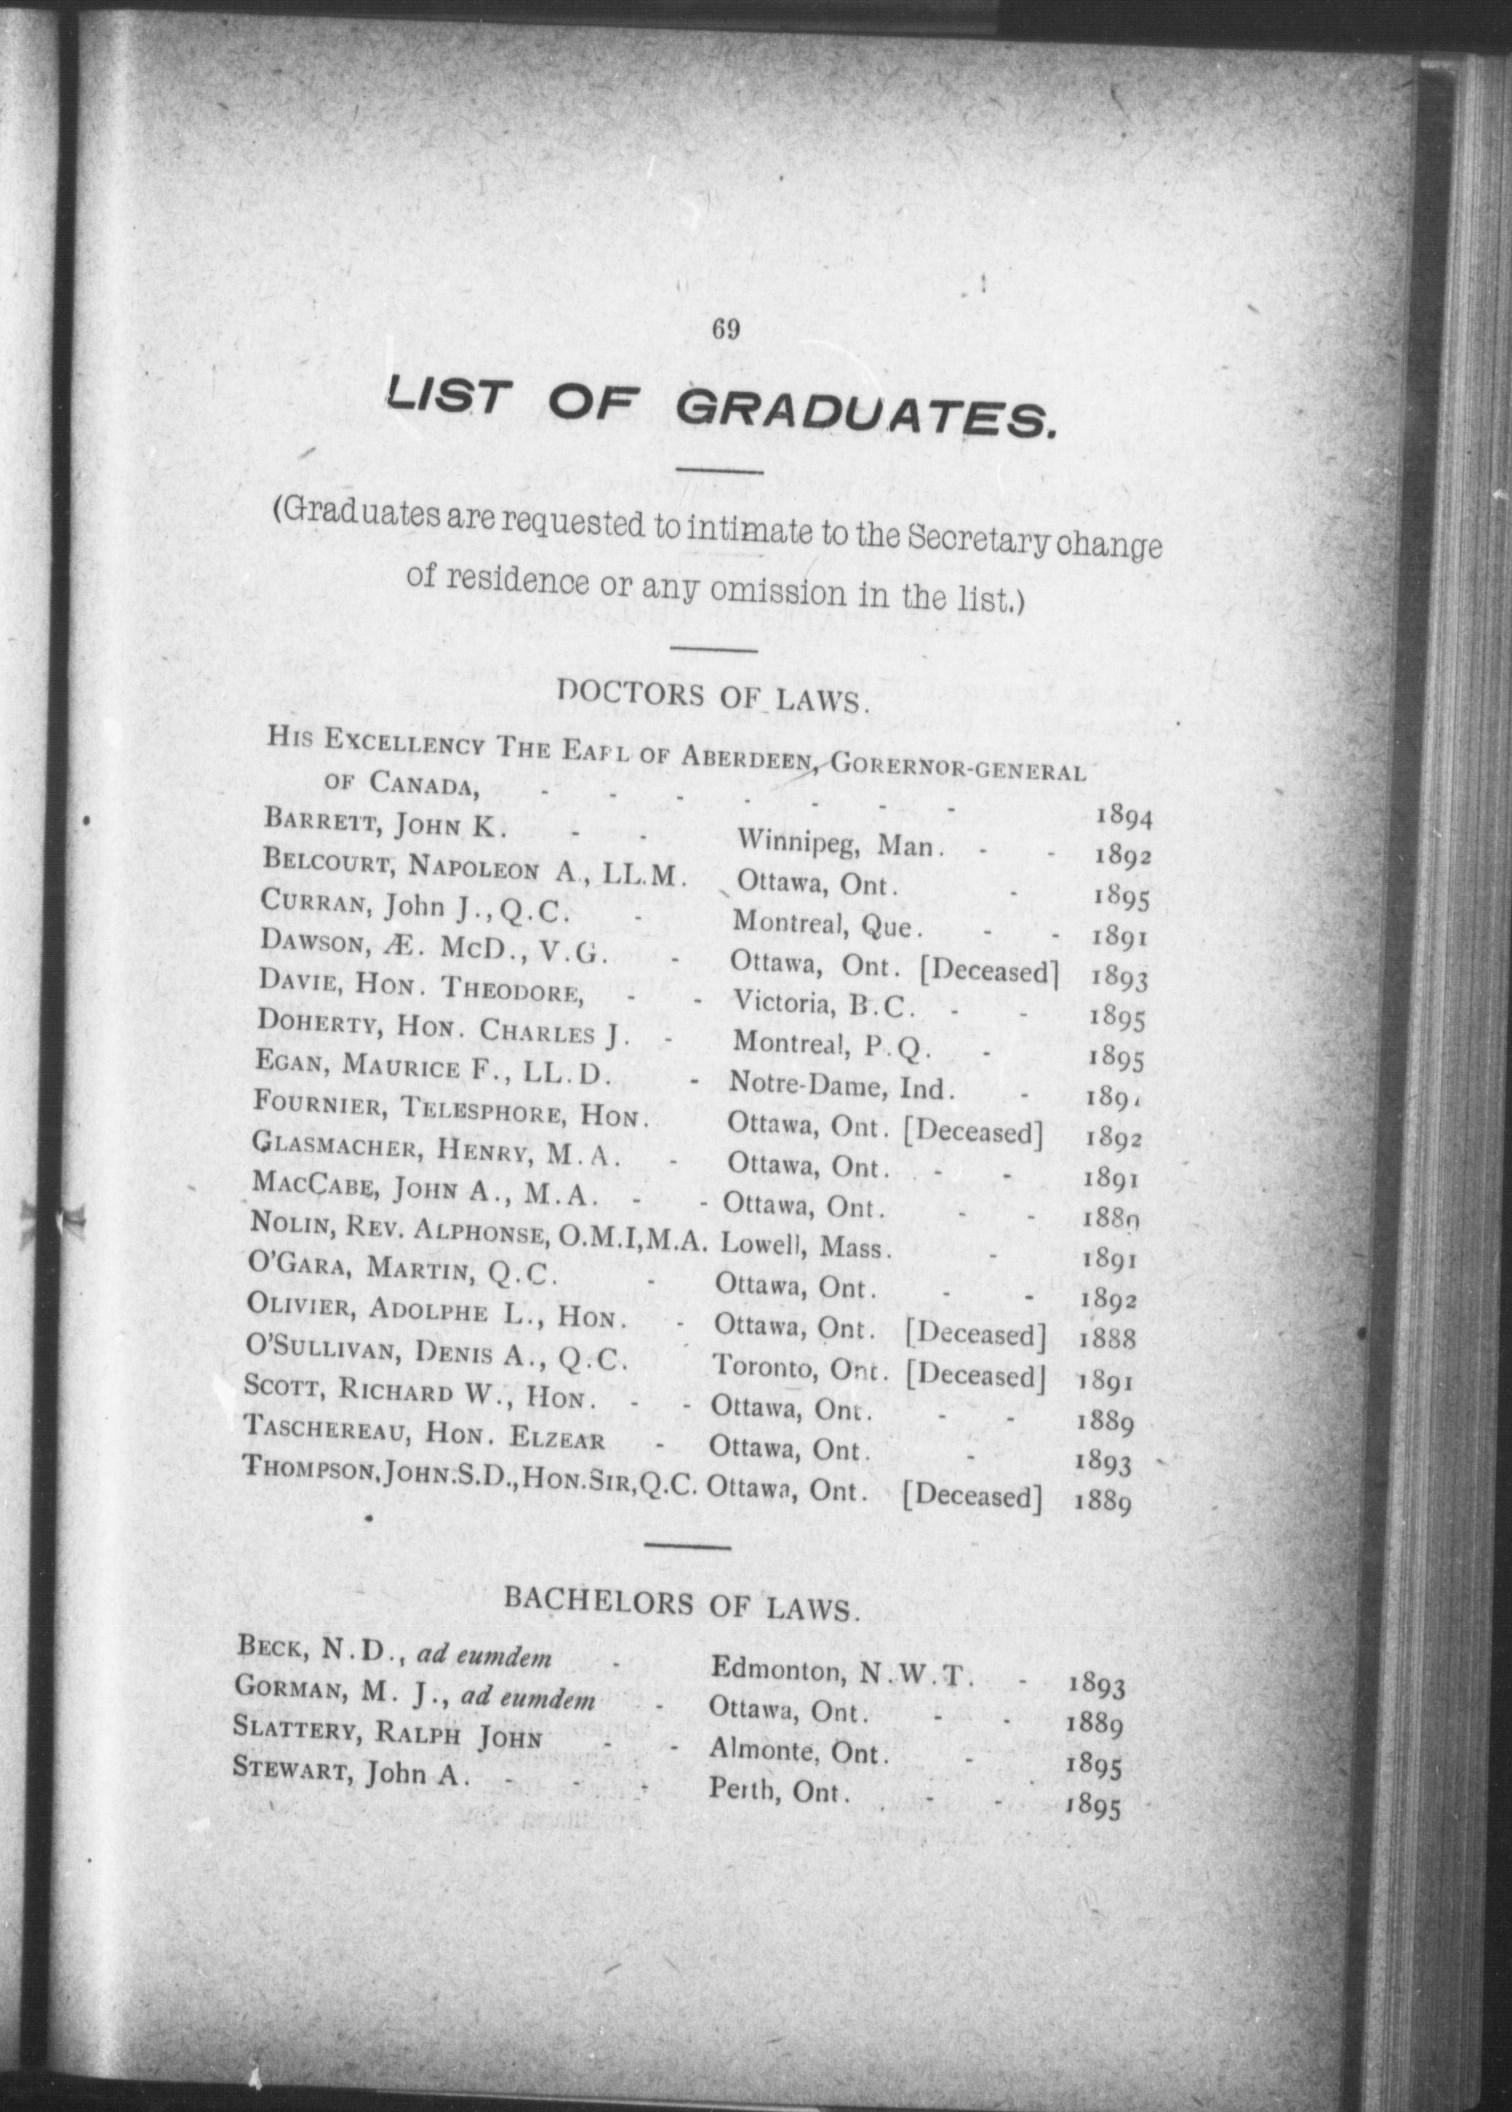 69
LIST OF GRADUATES.
(Graduates are requested to intimate to the Secretary change
of residence or any omission in the list.)
DOCTORS OF LAWS.
HIS EXCELLENCY THE EARL OF ABERDEEN, GORERNOR-GENERAL
OF CANADA, - - - - - - - 1894
BARRETT, JOHN K. - - Winnipeg, Man. - - 1892
BELCOURT, NAPOLEON A., LL.M. Ottawa, Ont. - 1895
CURRAN, John J., Q.C. - Montreal, Que. - - 1891
DAWSON, Æ. McD., V.G. - Ottawa, Ont. [Deceased] 1893
DAVIE, HON. THEODORE, - - Victoria, B.C. - - 1895
DOHERTY, HON. CHARLES J. - Montreal, P.Q. - 1895
EGAN, MAURICE F., LL.D. - Notre-Dame, Ind. -
FOURNIER, TELESPHORE, HON. Ottawa, Ont. [Deceased] 1892
GLASMACHER, HENRY, M.A. - Ottawa, Ont. - - 1891
MACCABE, JOHN A., M.A. - - Ottawa, Ont. - - 1889
NOLIN, REV. ALPHONSE, O.M.I,M.A. Lowell, Mass. - 1891
O'GARA, MARTIN, Q.C. - Ottawa, Ont. - - 1892
OLIVIER, ADOLPHE L., HON. - Ottawa, Ont. [Deceased] 1888
O'SULLIVAN, DENIS A., Q.C. Toronto, Ont. [Deceased] 1891
SCOTT, RICHARD W., HON. - - Ottawa, Ont. - - 1889
TASCHEREAU, HON. ELZEAR - Ottawa, Ont. - 1893
THOMPSON, JOHN.S.D., HON.SIR, Q.C. Ottawa, Ont. [Deceased] 1889
BACHELORS OF LAWS.
BECK, N.D., ad eumdem - Edmonton, N.W.T. - 1893
GORMAN, M. J., ad eumdem - Ottawa, Ont. - - 1889
SLATTERY, RALPH JOHN - - Almonte, Ont. - 1895
STEWART, John A. - - - Perth, Ont. - - 1895